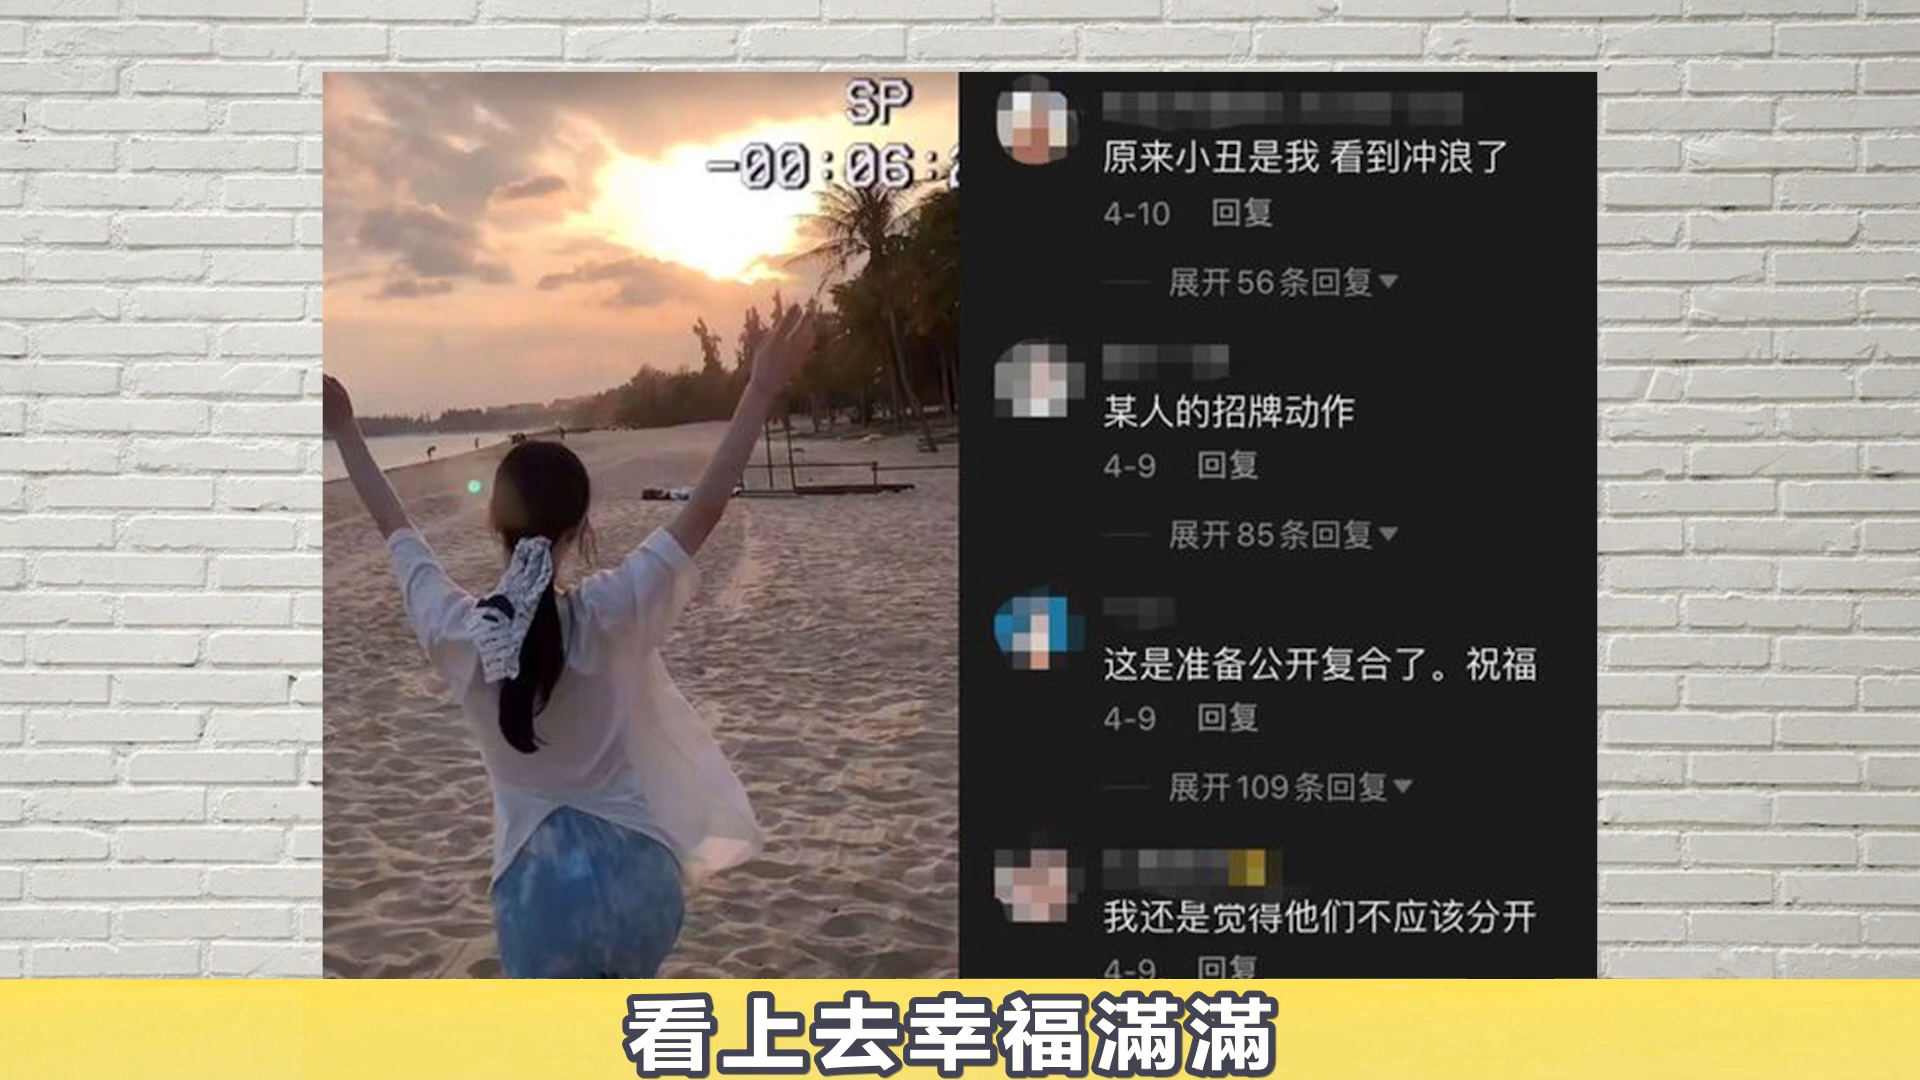 SP
-00:06:
原来小丑是我 看到冲浪了
4-10 回复
展开56条回复
某人的招牌动作
4-9 回复
展开85条回复
这是准备公开复合了。祝福
4-9 回复
展开109条回复
我还是觉得他们不应该分开
4-9 回复
看上去幸福滿滿